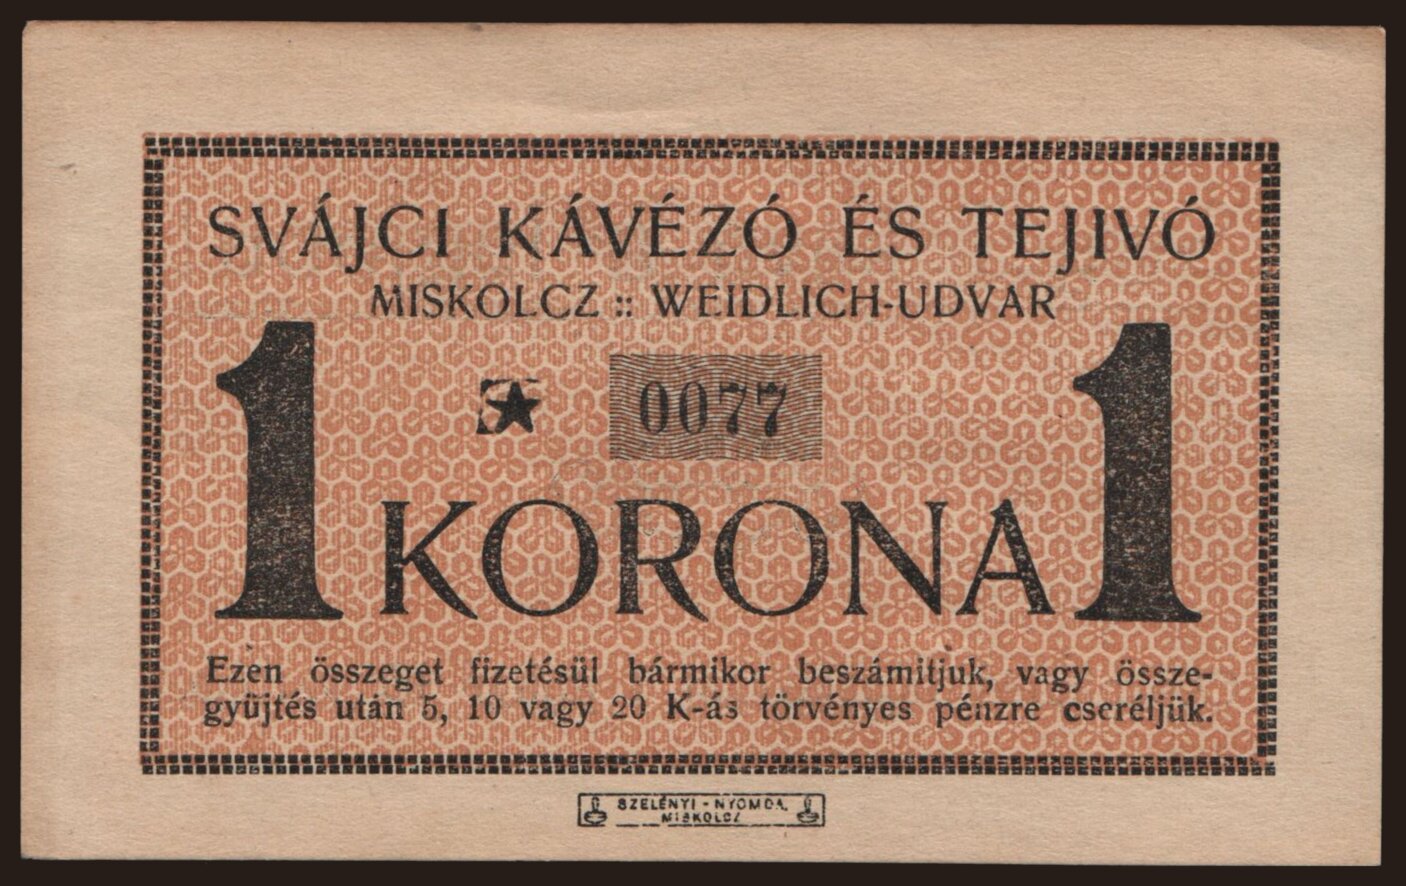 SVÁJCI KÁVÉZÓ ÉS TEJIVÓ
MISKOLCZ :: WEIDLICH-UDVAR
1 ★ 0077 1
KORONA
Ezen összeget fizetésül bármikor beszámitjuk, vagy össze-
gyüjtés után 5, 10 vagy 20 K-ás törvényes pénzre cseréljük.
SZELÉNYI - NYOMDA,
MISKOLCZ